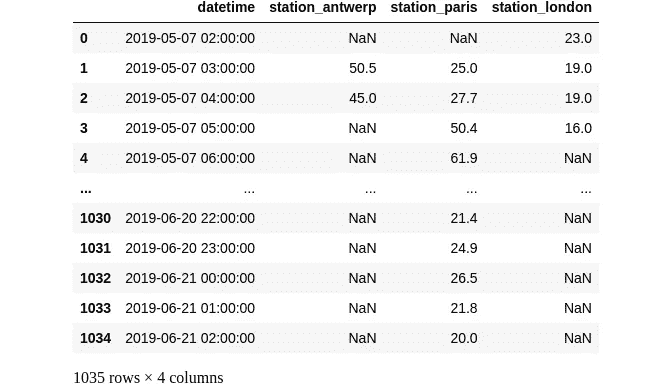 datetime station_antwerp station_paris station_london
0 2019-05-07 02:00:00 NaN NaN 23.0
1 2019-05-07 03:00:00 50.5 25.0 19.0
2 2019-05-07 04:00:00 45.0 27.7 19.0
3 2019-05-07 05:00:00 NaN 50.4 16.0
4 2019-05-07 06:00:00 NaN 61.9 NaN
... ... ... ... ...
1030 2019-06-20 22:00:00 NaN 21.4 NaN
1031 2019-06-20 23:00:00 NaN 24.9 NaN
1032 2019-06-21 00:00:00 NaN 26.5 NaN
1033 2019-06-21 01:00:00 NaN 21.8 NaN
1034 2019-06-21 02:00:00 NaN 20.0 NaN
1035 rows × 4 columns